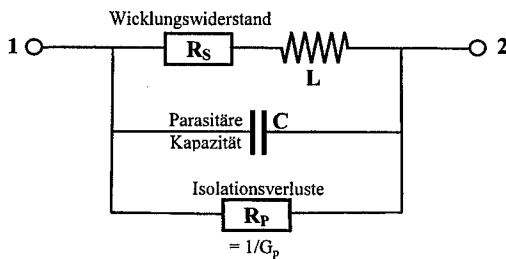 Wicklungswiderstand
1
R_S
L
2
Parasitäre
Kapazität
C
Isolationsverluste
R_P
= 1/G_p